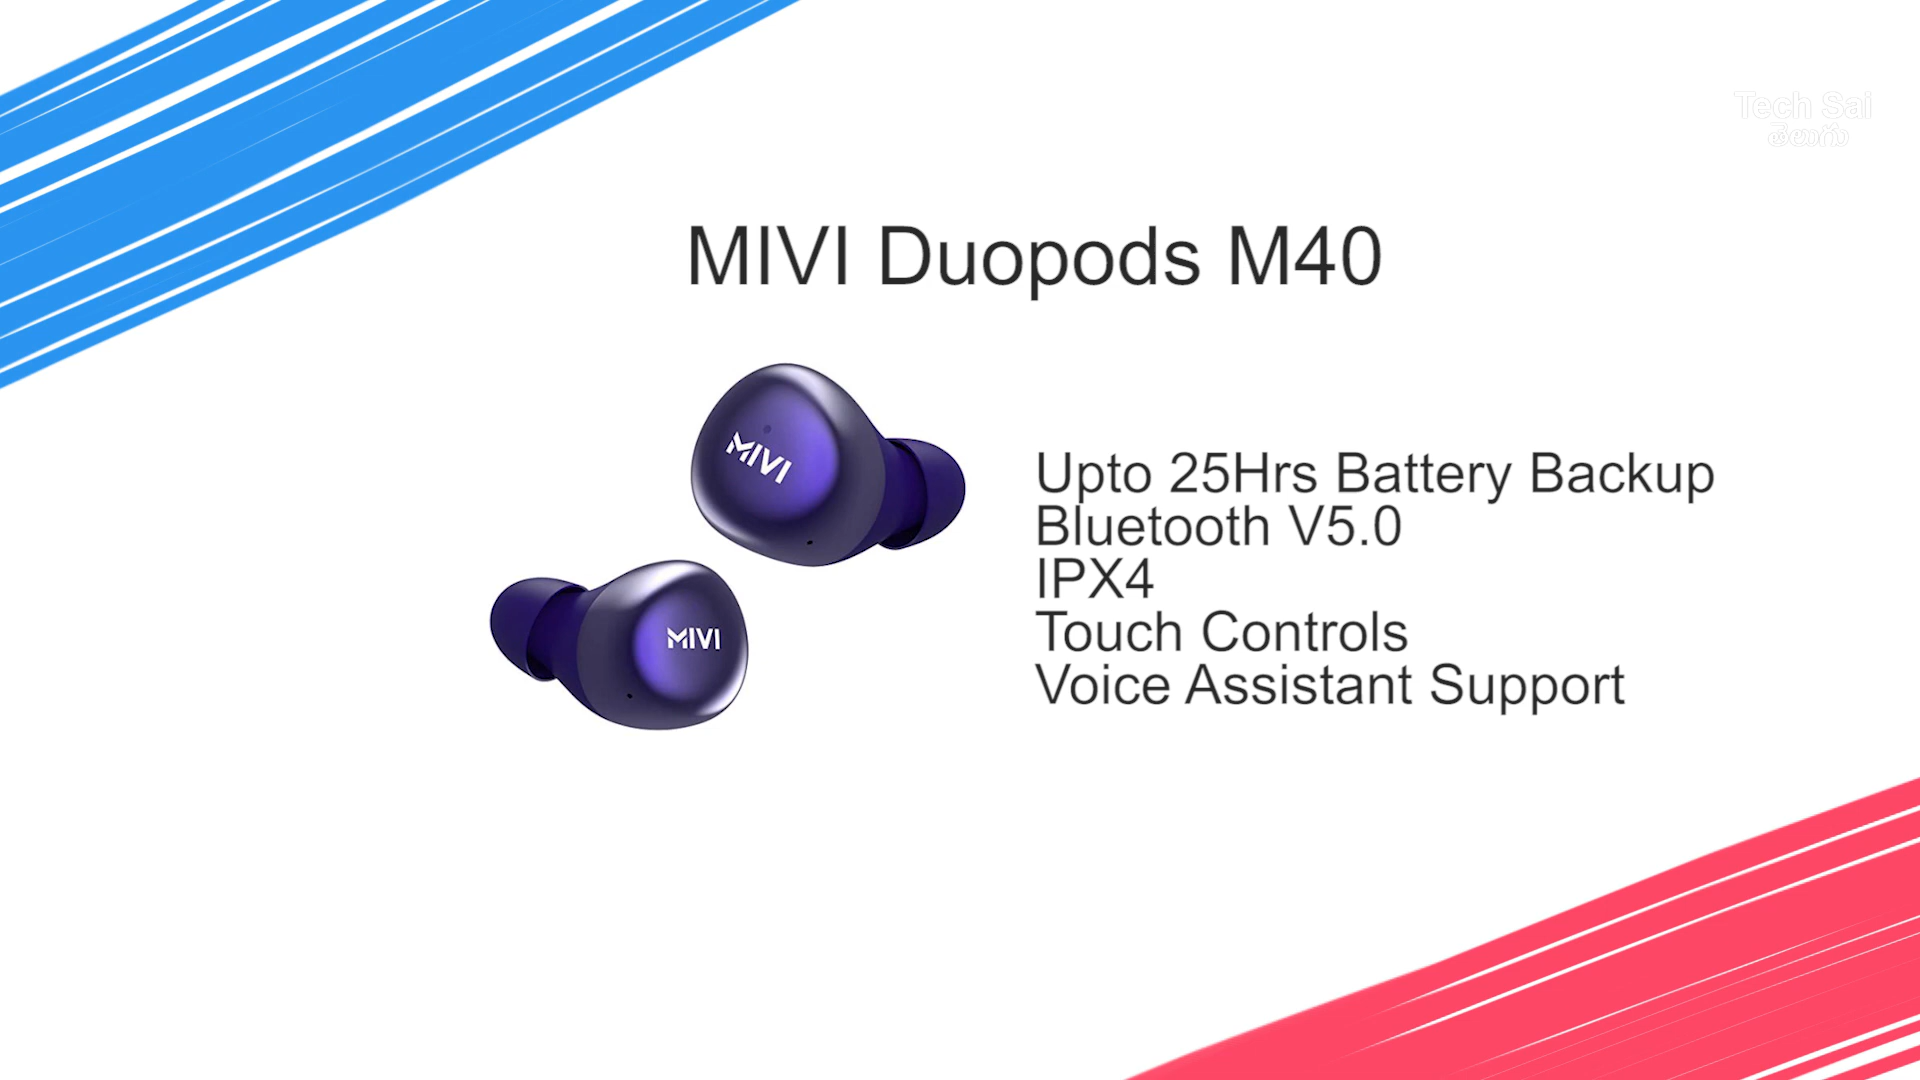 Tech Sai
తెలుగు
MIVI Duopods M40
MIVI
MIVI
Upto 25Hrs Battery Backup
Bluetooth V5.0
IPX4
Touch Controls
Voice Assistant Support